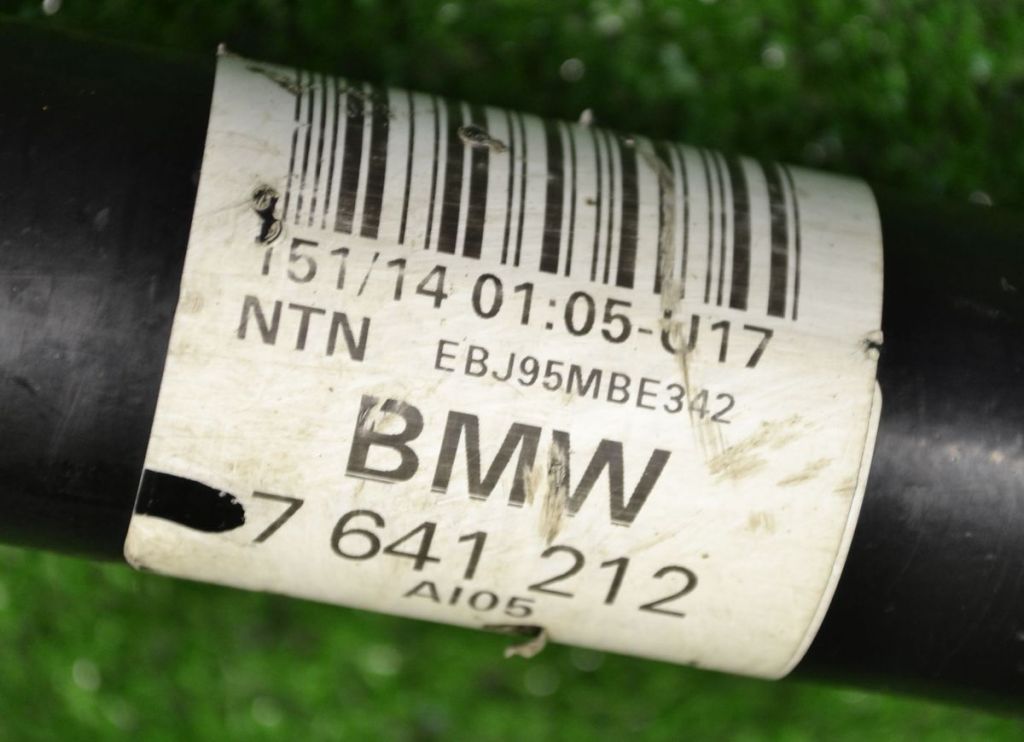 151/14 01:05-U17
NTN EBJ95MBE342
BMW
7 641 212
AI05